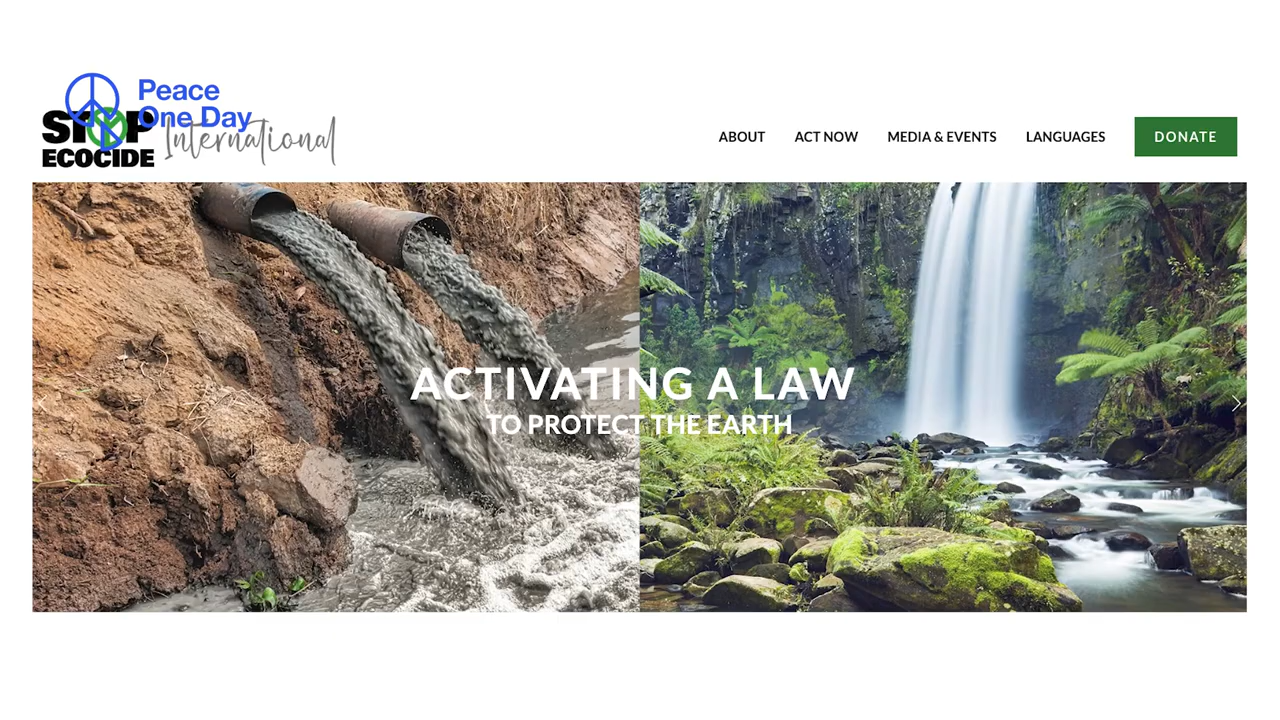 Peace
One Day
STOP
ECOCIDE
International
ABOUT
ACT NOW
MEDIA & EVENTS
LANGUAGES
DONATE
ACTIVATING A LAW
TO PROTECT THE EARTH